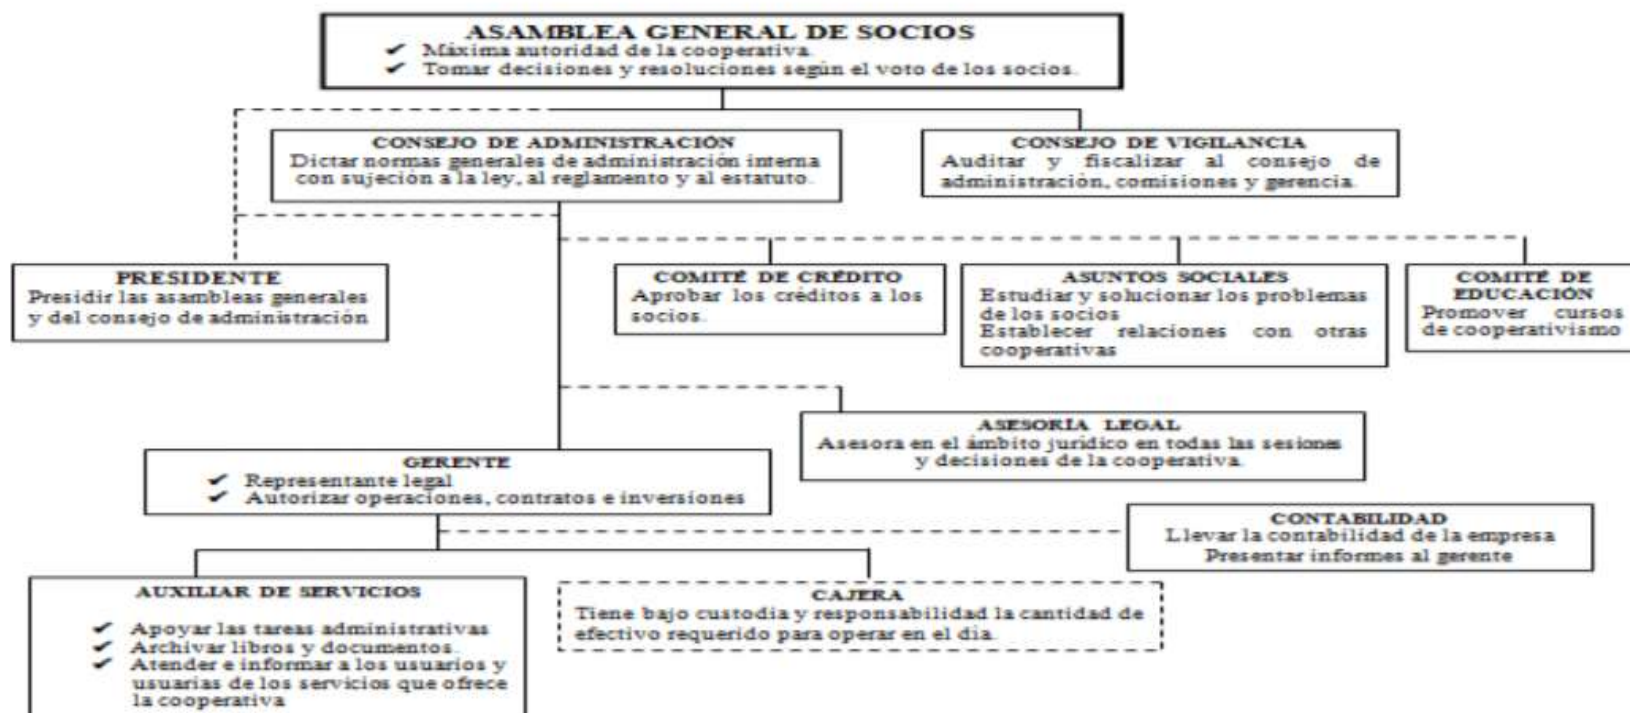 ASAMBLEA GENERAL DE SOCIOS
✓ Máxima autoridad de la cooperativa.
✓ Tomar decisiones y resoluciones según el voto de los socios.
CONSEJO DE ADMINISTRACIÓN
Dictar normas generales de administración interna
con sujeción a la ley, al reglamento y al estatuto.
CONSEJO DE VIGILANCIA
Auditar y fiscalizar al consejo de
administración, comisiones y gerencia.
PRESIDENTE
Presidir las asambleas generales
y del consejo de administración
COMITÉ DE CRÉDITO
Aprobar los créditos a los
socios.
ASUNTOS SOCIALES
Estudiar y solucionar los problemas
de los socios
Establecer relaciones con otras
cooperativas
COMITÉ DE
EDUCACIÓN
Promover cursos
de cooperativismo
ASESORÍA LEGAL
Asesora en el ámbito jurídico en todas las sesiones
y decisiones de la cooperativa.
GERENTE
✓ Representante legal
✓ Autorizar operaciones, contratos e inversiones
CONTABILIDAD
Llevar la contabilidad de la empresa
Presentar informes al gerente
AUXILIAR DE SERVICIOS
✓ Apoyar las tareas administrativas
✓ Archivar libros y documentos.
✓ Atender e informar a los usuarios y
usuarias de los servicios que ofrece
la cooperativa
CAJERA
Tiene bajo custodia y responsabilidad la cantidad de
efectivo requerido para operar en el día.